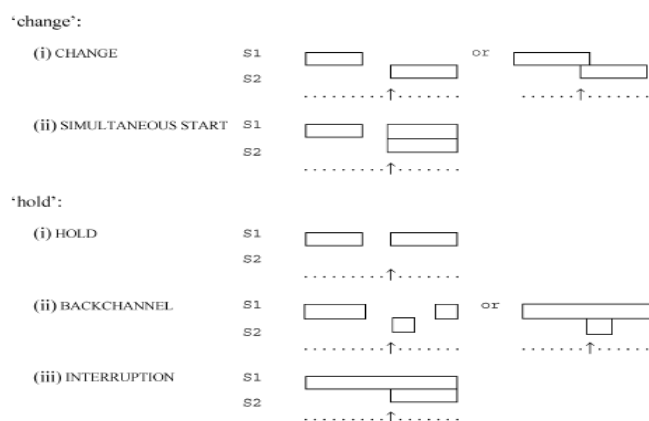 ‘change’:
(i) CHANGE S1 or
S2
........↑....... .......↑.......
(ii) SIMULTANEOUS START S1
S2
........↑.......
‘hold’:
(i) HOLD S1
S2
........↑.......
(ii) BACKCHANNEL S1 or
S2
........↑....... ........↑.......
(iii) INTERRUPTION S1
S2
........↑.......